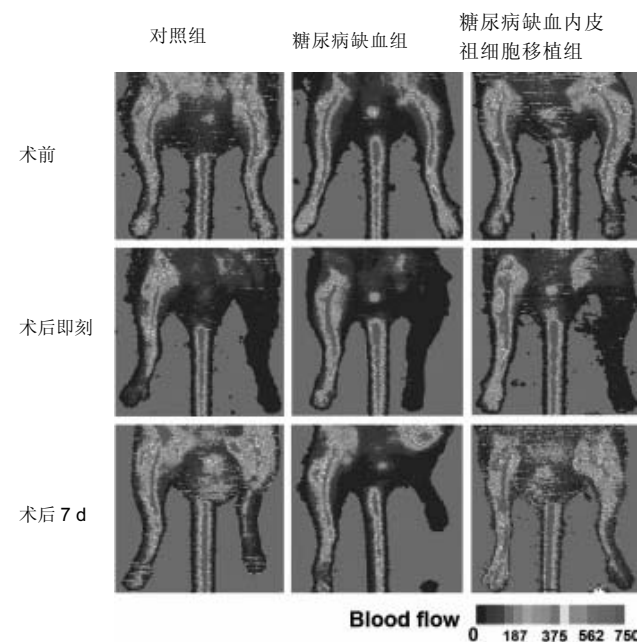 对照组
糖尿病缺血组
糖尿病缺血内皮
祖细胞移植组
术前
术后即刻
术后 7 d
Blood flow
0 187 375 562 750